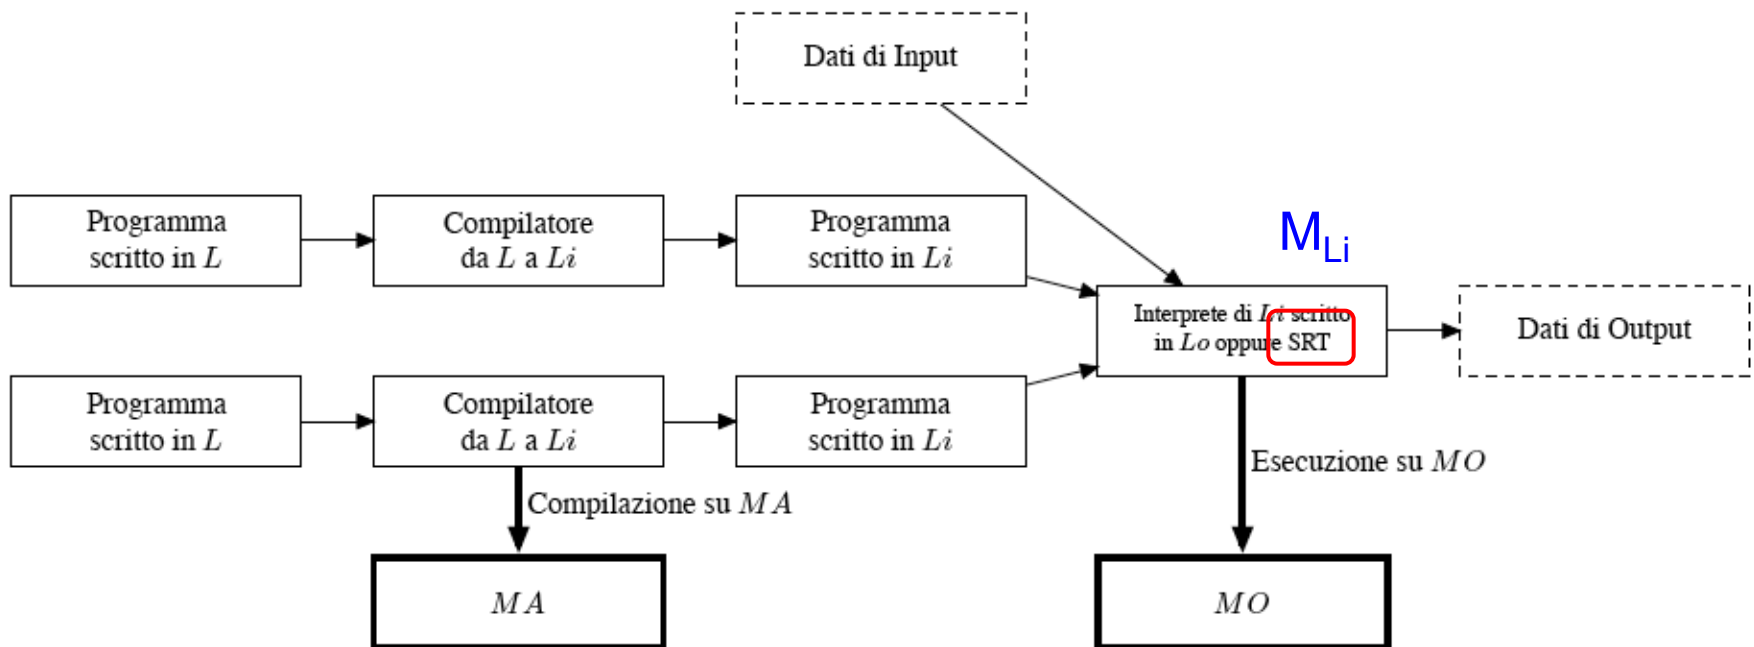 Dati di Input
Programma
scritto in L
Compilatore
da L a Li
Programma
scritto in Li
M_Li
Interprete di Li scritto
in Lo oppure SRT
Dati di Output
Programma
scritto in L
Compilatore
da L a Li
Programma
scritto in Li
Compilazione su MA
Esecuzione su MO
MA
MO